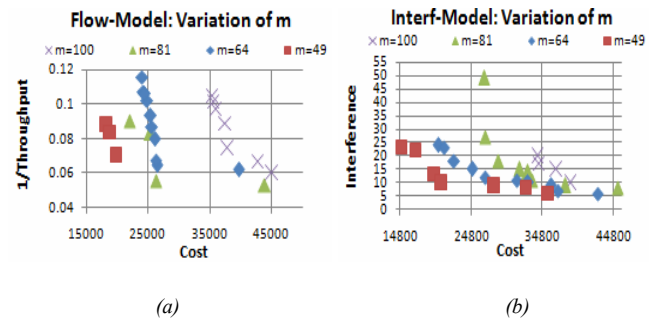 Flow-Model: Variation of m
m=100 m=81 m=64 m=49
0.12
0.1
0.08
0.06
0.04
1/Throughput
15000 25000 35000 45000
Cost
(a)
Interf-Model: Variation of m
m=100 m=81 m=64 m=49
55
50
45
40
35
30
25
20
15
10
5
0
Interference
14800 24800 34800 44800
Cost
(b)